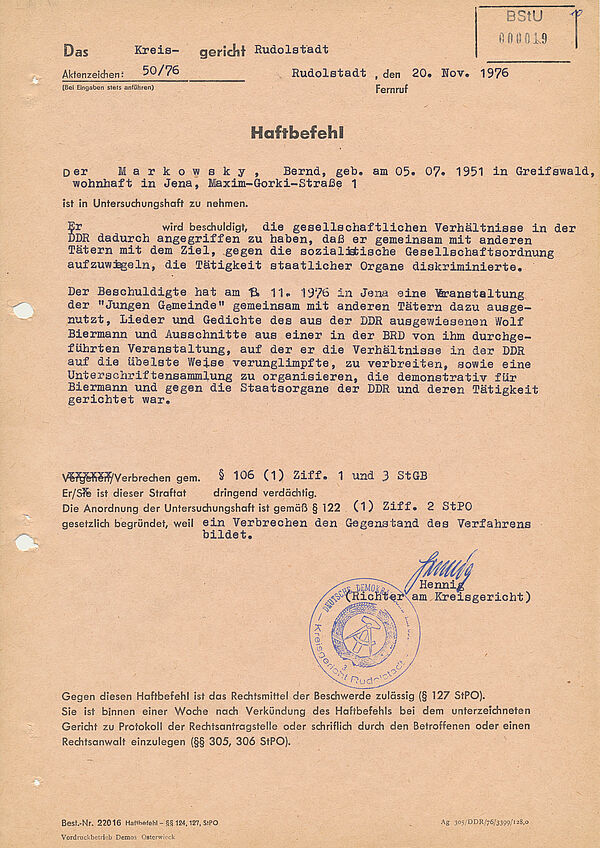 BStU
000019
Das Kreis- gericht Rudolstadt
Aktenzeichen: 50/76
(Bei Eingaben stets anführen)
Rudolstadt , den 20. Nov. 1976
Fernruf
Haftbefehl
Der Markowsky, Bernd, geb. am 05. 07. 1951 in Greifswald,
wohnhaft in Jena, Maxim-Gorki-Straße 1
ist in Untersuchungshaft zu nehmen.
Er wird beschuldigt, die gesellschaftlichen Verhältnisse in der
DDR dadurch angegriffen zu haben, daß er gemeinsam mit anderen
Tätern mit dem Ziel, gegen die sozialistische Gesellschaftsordnung
aufzuwiegeln, die Tätigkeit staatlicher Organe diskriminierte.
Der Beschuldigte hat am 11. 1976 in Jena eine Veranstaltung
der "Jungen Gemeinde" gemeinsam mit anderen Tätern dazu ausge-
nutzt, Lieder und Gedichte des aus der DDR ausgewiesenen Wolf
Biermann und Ausschnitte aus einer in der BRD von ihm durchge-
führten Veranstaltung, auf der er die Verhältnisse in der DDR
auf die übelste Weise verunglimpfte, zu verbreiten, sowie eine
Unterschriftensammlung zu organisieren, die demonstrativ für
Biermann und gegen die Staatsorgane der DDR und deren Tätigkeit
gerichtet war.
Vergehen/Verbrechen gem. § 106 (1) Ziff. 1 und 3 StGB
Er/Sie ist dieser Straftat dringend verdächtig.
Die Anordnung der Untersuchungshaft ist gemäß § 122 (1) Ziff. 2 StPO
gesetzlich begründet, weil ein Verbrechen den Gegenstand des Verfahrens
bildet.
Hennig
Hennig
(Richter am Kreisgericht)
DEUTSCHE DEMOKRA
Kreisgericht Rudolstadt
3
Gegen diesen Haftbefehl ist das Rechtsmittel der Beschwerde zulässig (§ 127 StPO).
Sie ist binnen einer Woche nach Verkündung des Haftbefehls bei dem unterzeichneten
Gericht zu Protokoll der Rechtsantragstelle oder schriflich durch den Betroffenen oder einen
Rechtsanwalt einzulegen (§§ 305, 306 StPO).
Best.-Nr. 22016 Haftbefehl – §§ 124, 127, StPO
Vordruckbetrieb Demos Osterwieck
Ag 305/DDR/76/3399/128,0